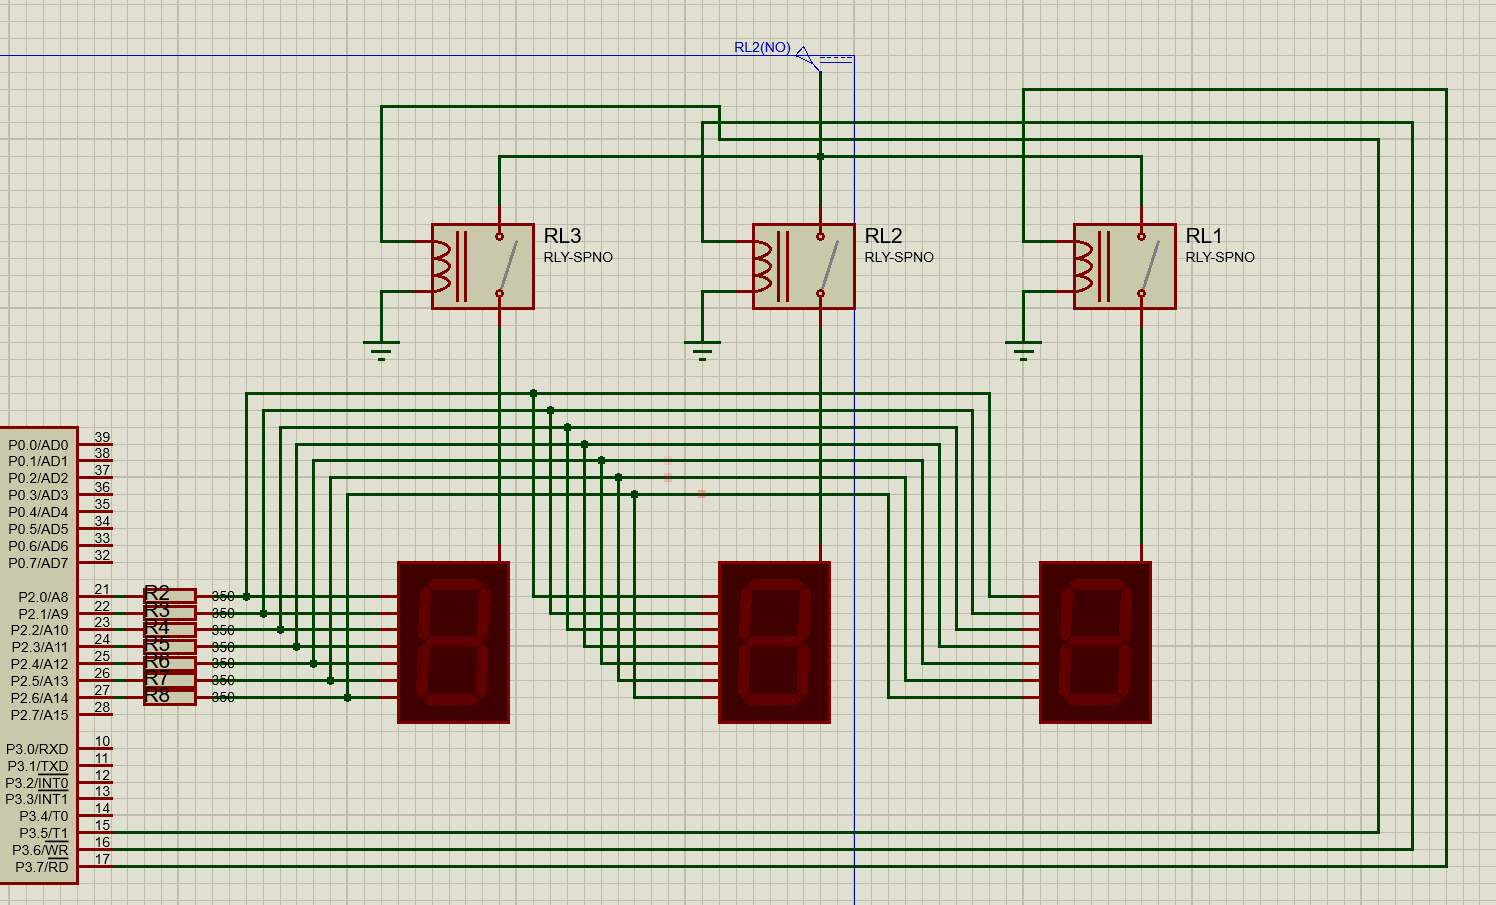 RL2(NO)
RL3
RLY-SPNO
RL2
RLY-SPNO
RL1
RLY-SPNO
P0.0/AD0 39
P0.1/AD1 38
P0.2/AD2 37
P0.3/AD3 36
P0.4/AD4 35
P0.5/AD5 34
P0.6/AD6 33
P0.7/AD7 32
P2.0/A8 21 R2 350
P2.1/A9 22 R3 350
P2.2/A10 23 R4 350
P2.3/A11 24 R5 350
P2.4/A12 25 R6 350
P2.5/A13 26 R7 350
P2.6/A14 27 R8 350
P2.7/A15 28
P3.0/RXD 10
P3.1/TXD 11
P3.2/INT0 12
P3.3/INT1 13
P3.4/T0 14
P3.5/T1 15
P3.6/WR 16
P3.7/RD 17